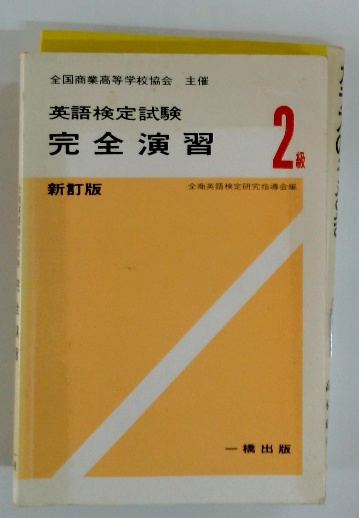 全国商業高等学校協会 主催
英語検定試験
完全演習 2級
新訂版
全商英語検定研究指導会編
一橋出版